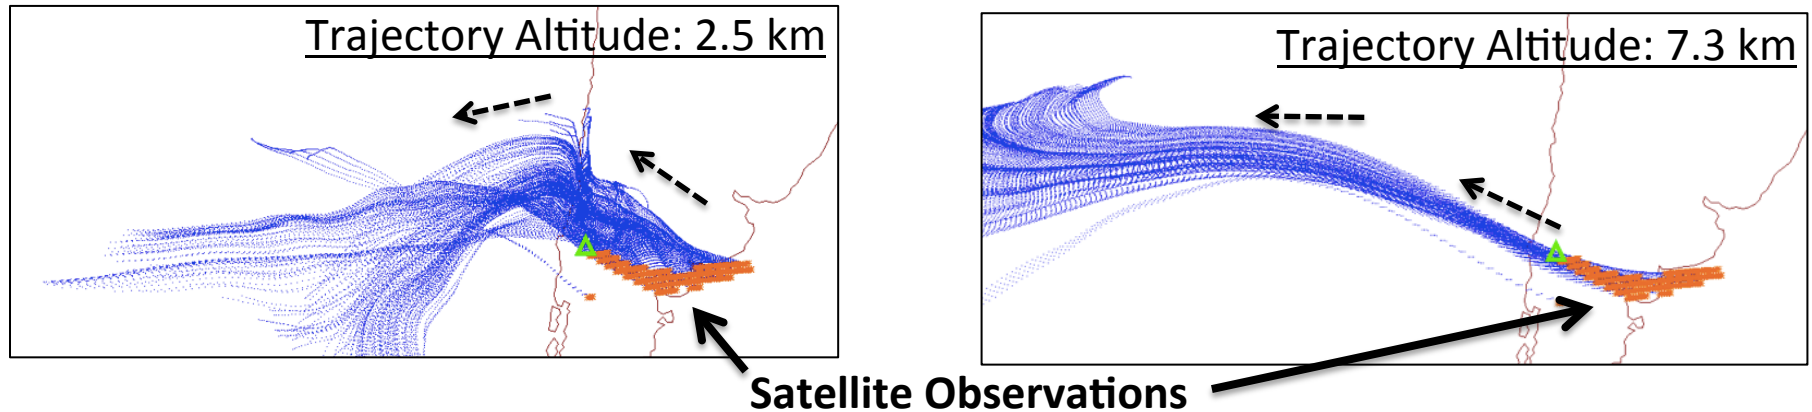 Trajectory Altitude: 2.5 km
Trajectory Altitude: 7.3 km
Satellite Observations